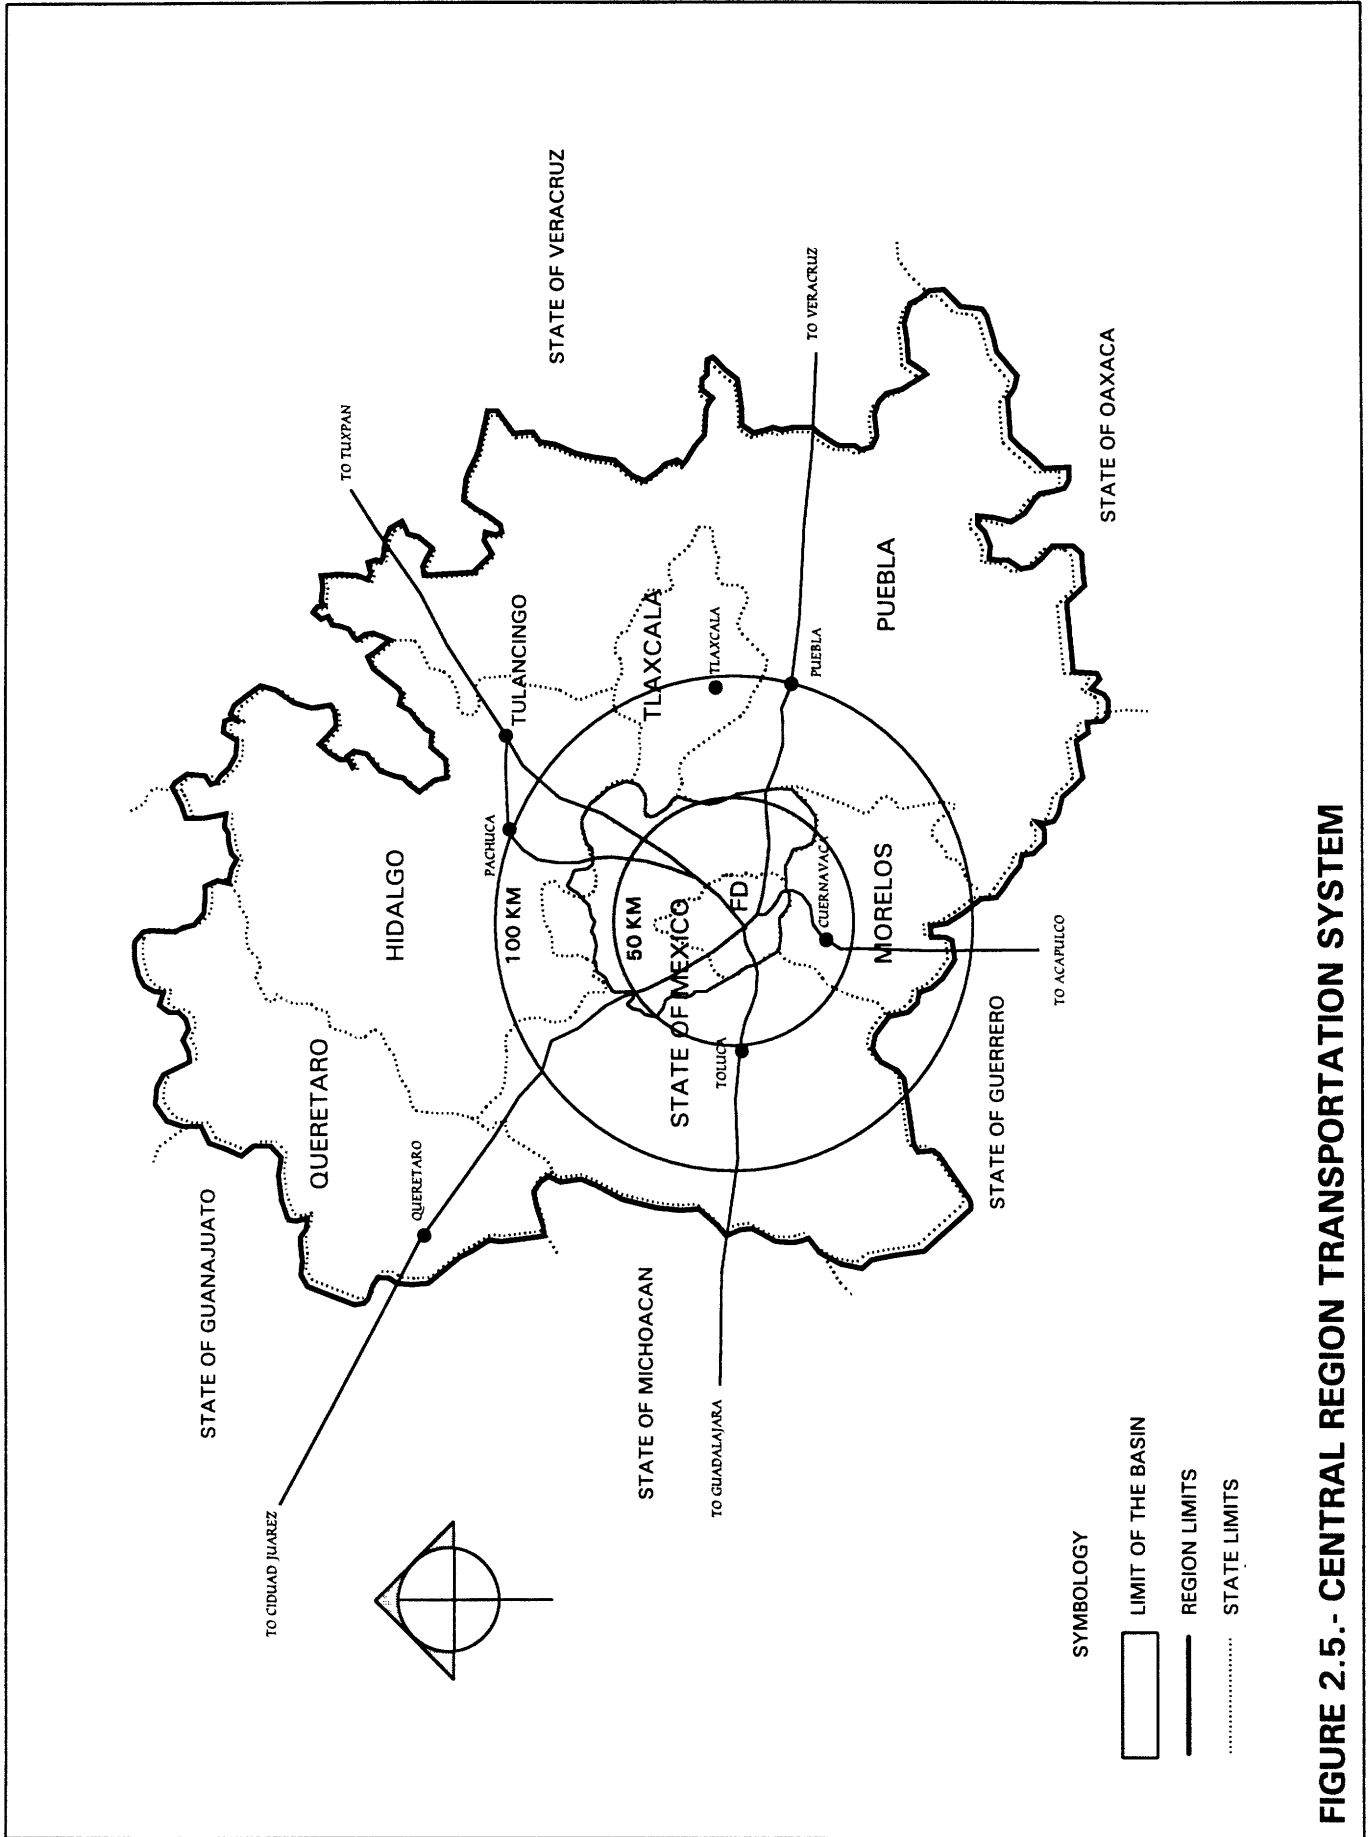 STATE OF GUANAJUATO
TO CIDUAD JUAREZ
QUERETARO
QUERETARO
HIDALGO
TO TUXPAN
PACHUCA
TULANCINGO
100 KM
STATE OF VERACRUZ
50 KM
TLAXCALA
TLAXCALA
STATE OF MICHOACAN
STATE OF MEXICO
TOLUCA
FD.
TO GUADALAJARA
TO VERACRUZ
PUEBLA
CUERNAVACA
MORELOS
PUEBLA
STATE OF GUERRERO
TO ACAPULCO
STATE OF OAXACA
SYMBOLOGY
LIMIT OF THE BASIN
REGION LIMITS
STATE LIMITS
FIGURE 2.5.- CENTRAL REGION TRANSPORTATION SYSTEM